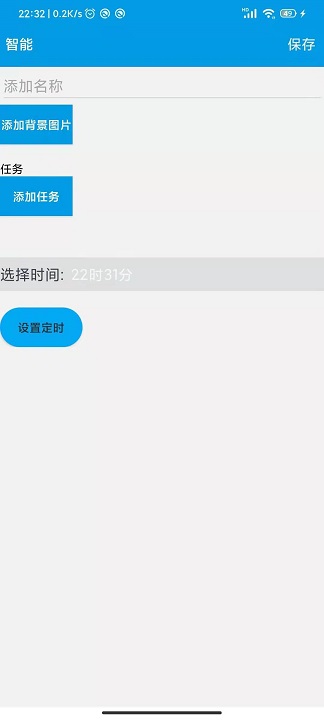 22:32 | 0.2K/s
HD
49
智能
保存
添加名称
添加背景图片
任务
添加任务
选择时间: 22时31分
设置定时